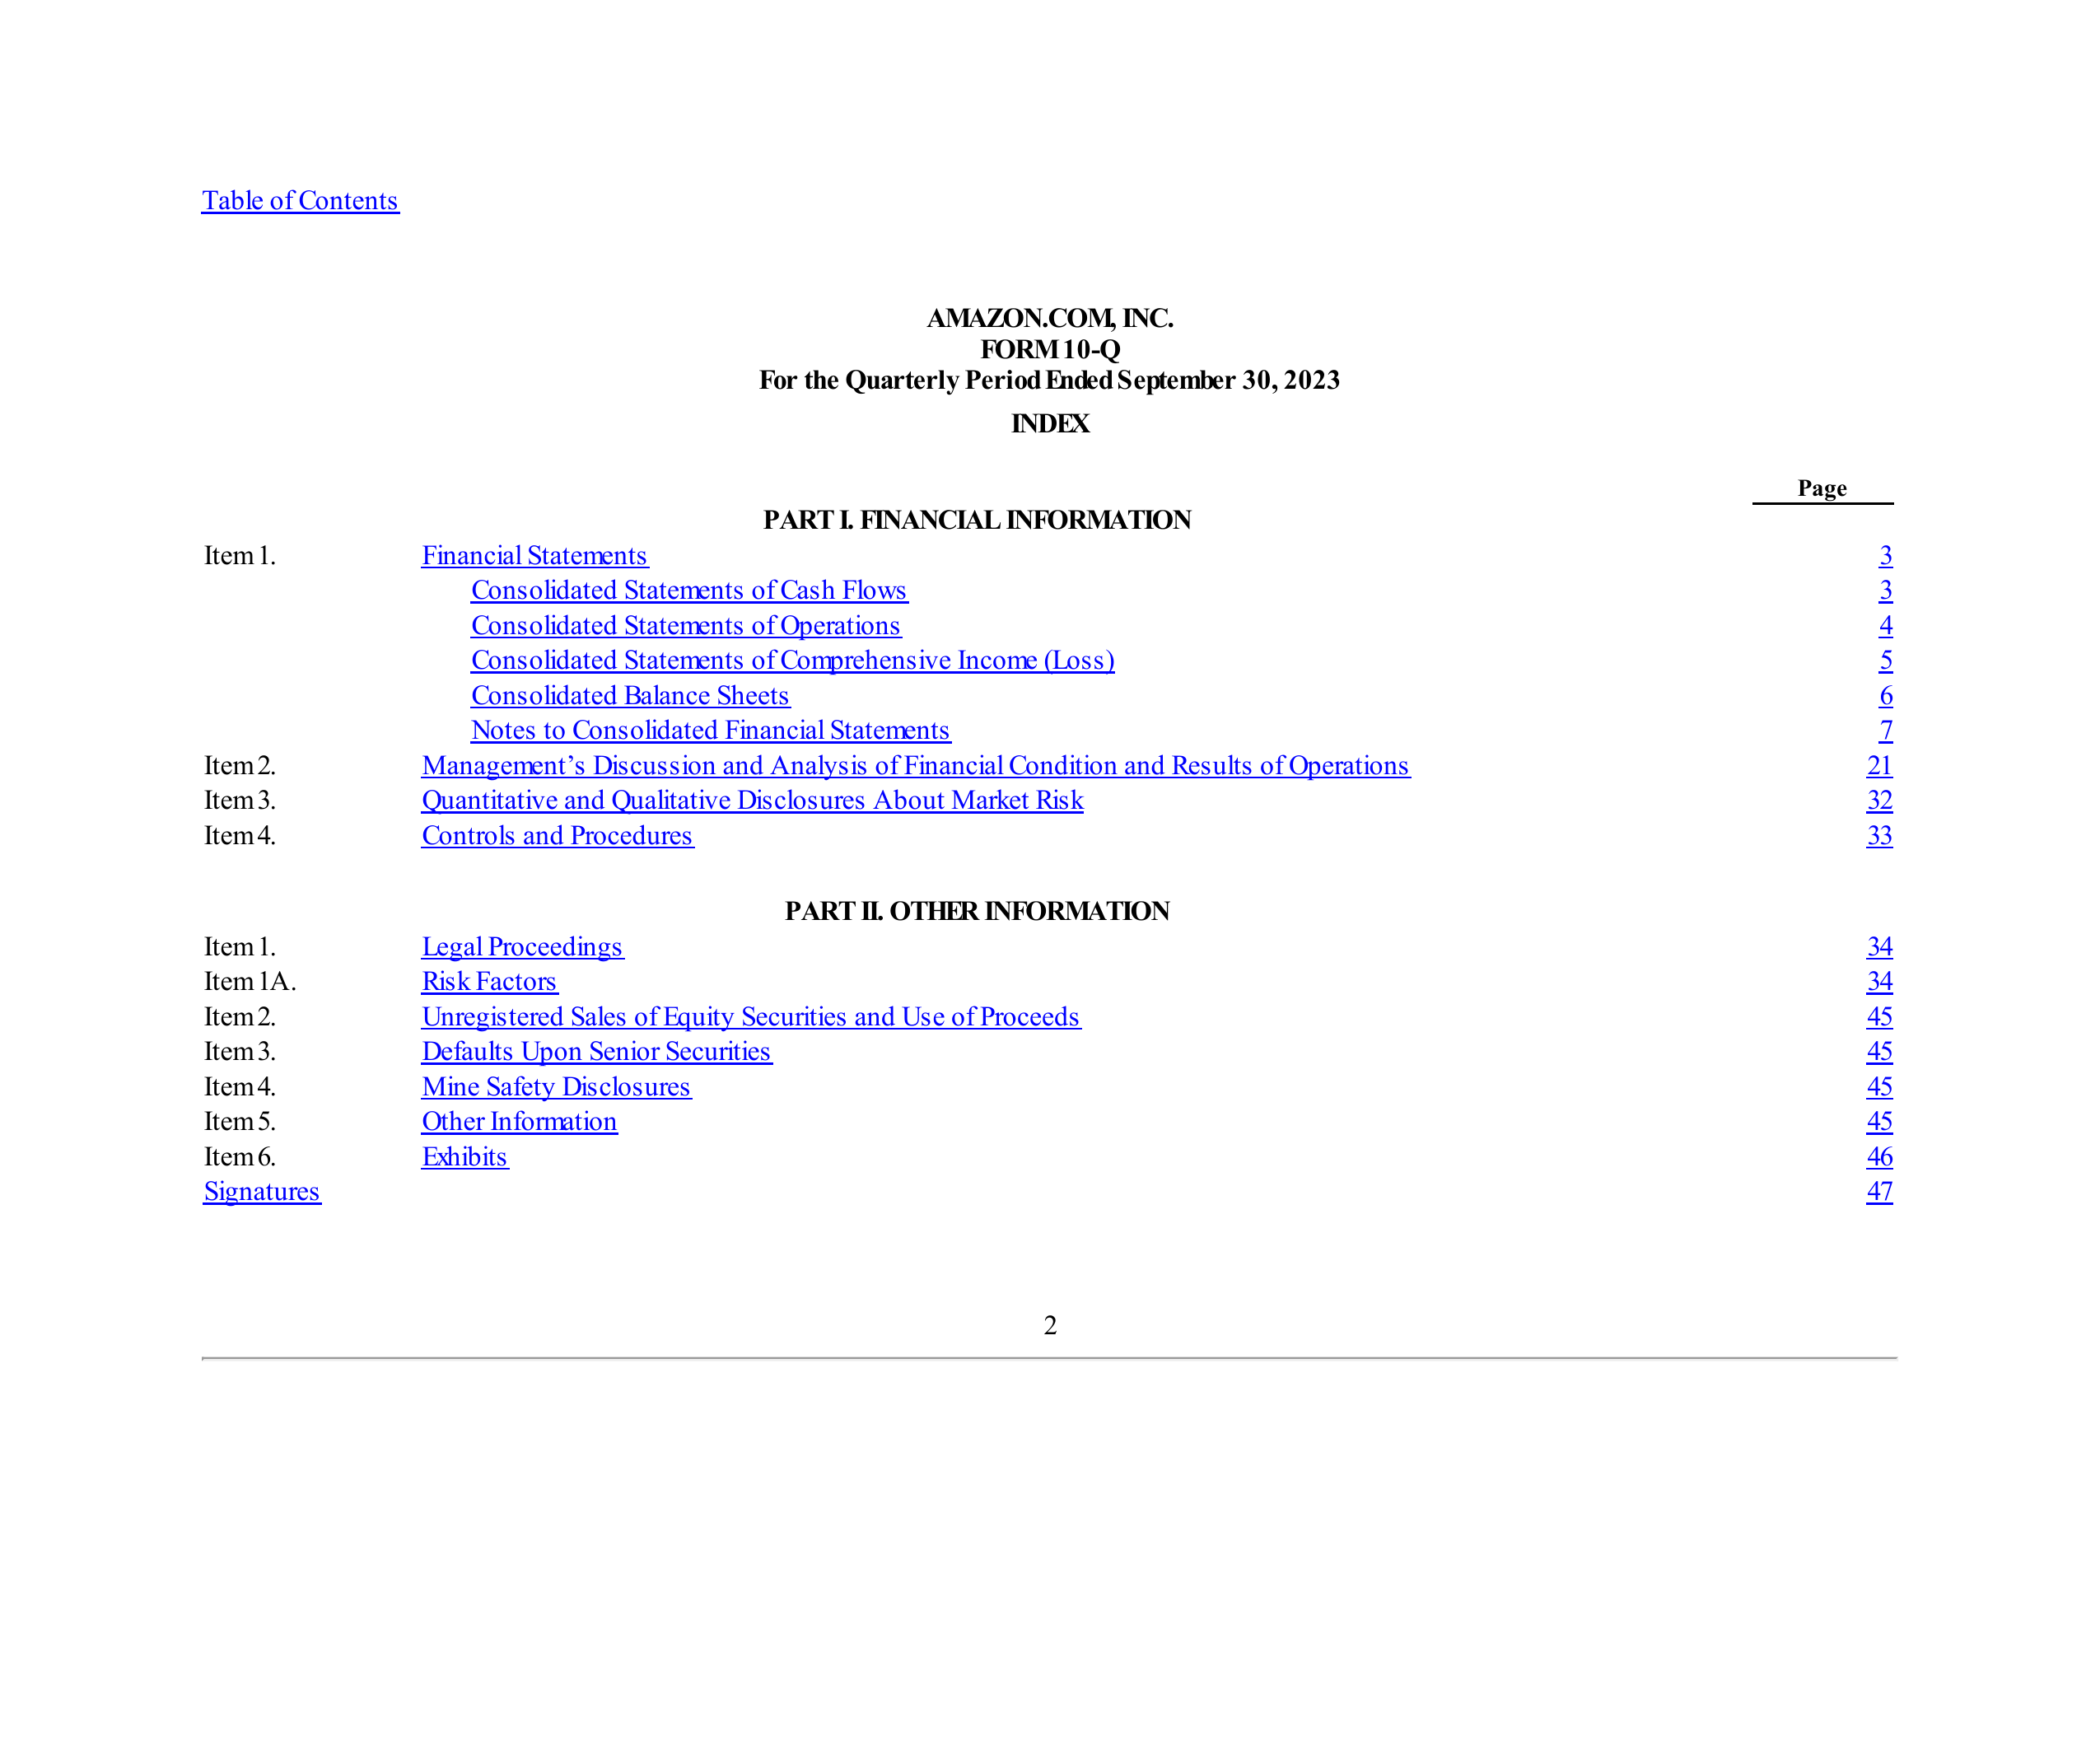 Table of Contents
AMAZON.COM, INC.
FORM 10-Q
For the Quarterly Period Ended September 30, 2023
INDEX
Page
PART I. FINANCIAL INFORMATION
Item 1. Financial Statements 3
Consolidated Statements of Cash Flows 3
Consolidated Statements of Operations 4
Consolidated Statements of Comprehensive Income (Loss) 5
Consolidated Balance Sheets 6
Notes to Consolidated Financial Statements 7
Item 2. Management’s Discussion and Analysis of Financial Condition and Results of Operations 21
Item 3. Quantitative and Qualitative Disclosures About Market Risk 32
Item 4. Controls and Procedures 33
PART II. OTHER INFORMATION
Item 1. Legal Proceedings 34
Item 1A. Risk Factors 34
Item 2. Unregistered Sales of Equity Securities and Use of Proceeds 45
Item 3. Defaults Upon Senior Securities 45
Item 4. Mine Safety Disclosures 45
Item 5. Other Information 45
Item 6. Exhibits 46
Signatures 47
2